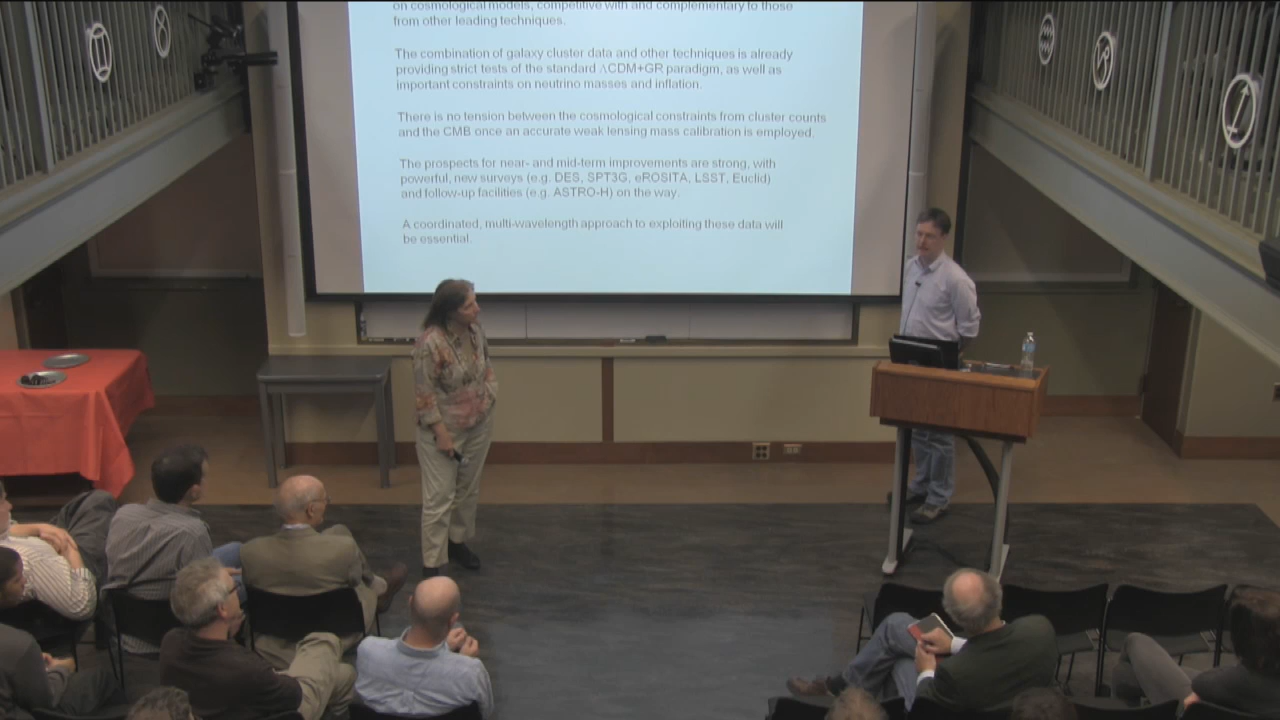 on cosmological models, competitive with and complementary to those
from other leading techniques.
The combination of galaxy cluster data and other techniques is already
providing strict tests of the standard ΛCDM+GR paradigm, as well as
important constraints on neutrino masses and inflation.
There is no tension between the cosmological constraints from cluster counts
and the CMB once an accurate weak lensing mass calibration is employed.
The prospects for near- and mid-term improvements are strong, with
powerful, new surveys (e.g. DES, SPT3G, eROSITA, LSST, Euclid)
and follow-up facilities (e.g. ASTRO-H) on the way.
A coordinated, multi-wavelength approach to exploiting these data will
be essential.